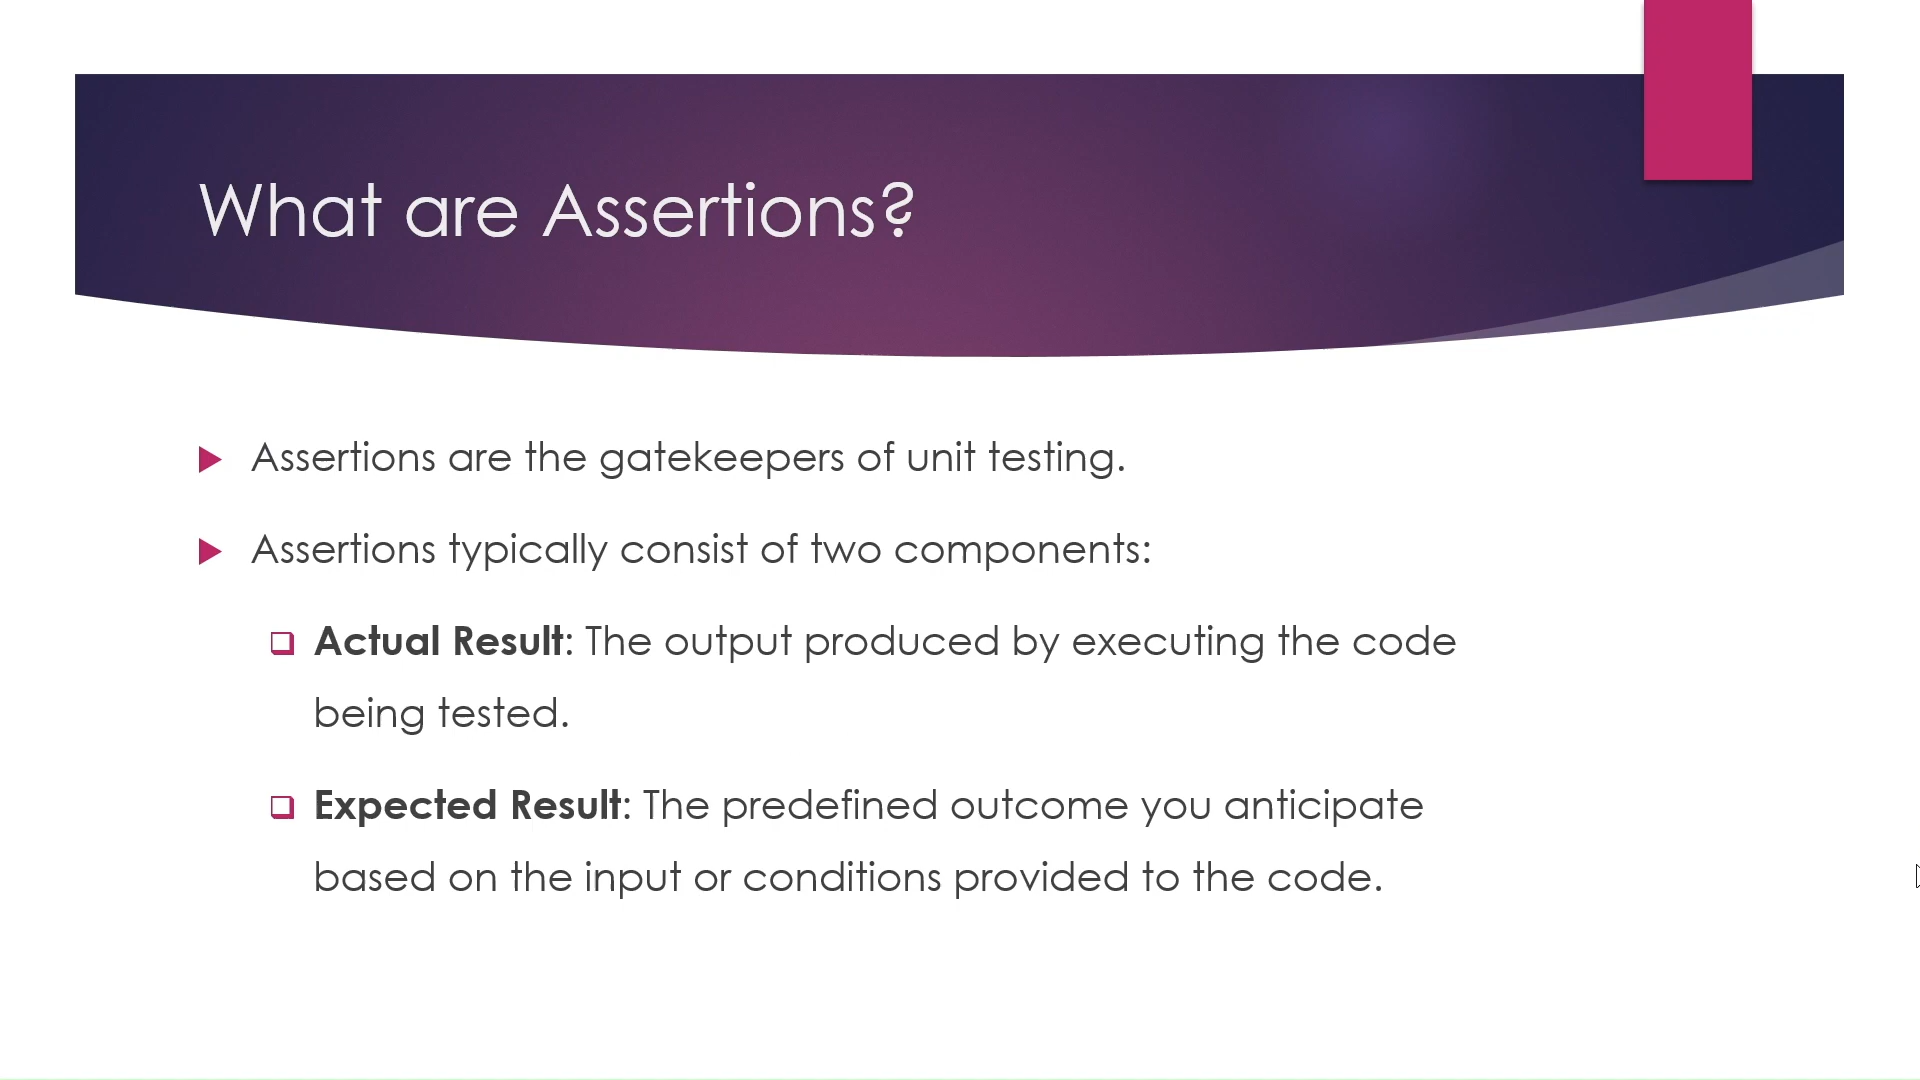 What are Assertions?
Assertions are the gatekeepers of unit testing.
Assertions typically consist of two components:
Actual Result: The output produced by executing the code
being tested.
Expected Result: The predefined outcome you anticipate
based on the input or conditions provided to the code.